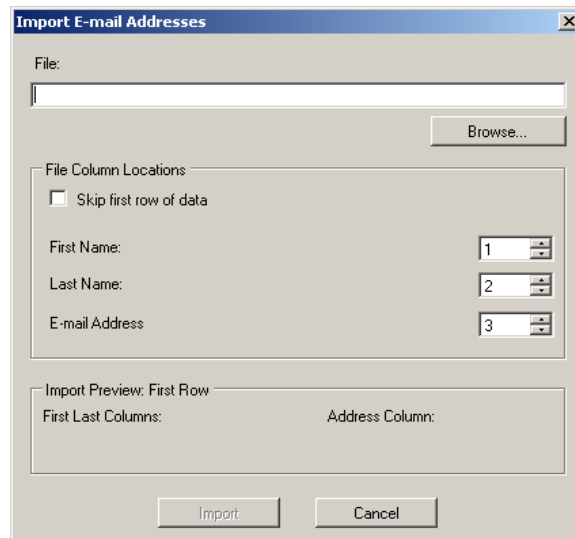 Import E-mail Addresses
File:
Browse...
File Column Locations
Skip first row of data
First Name: 1
Last Name: 2
E-mail Address 3
Import Preview: First Row
First Last Columns: Address Column:
Import Cancel